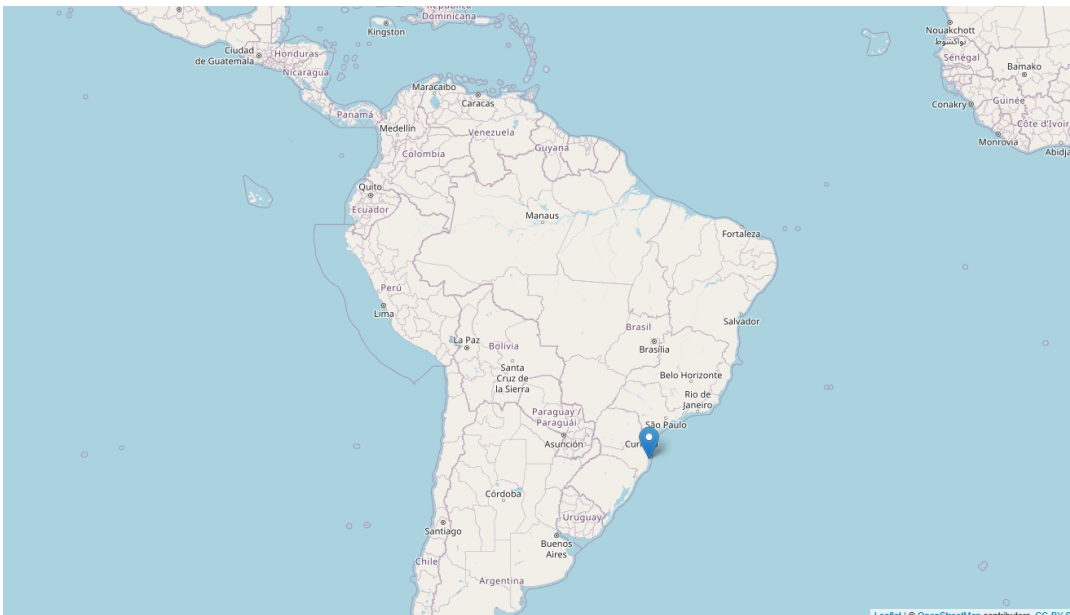 República
Dominicana
Kingston
Ciudad
de Guatemala
Honduras
Nicaragua
Nouakchott
نواكشوط
Sénégal
Bamako
Maracaibo
Caracas
Conakry
Guinée
Panamá
Medellín
Venezuela
Côte d'Ivoir
Monrovia
Abidja
Colombia
Guyana
Quito
Ecuador
Manaus
Fortaleza
Perú
Lima
Salvador
Brasil
La Paz
Bolivia
Brasília
Santa
Cruz de
la Sierra
Belo Horizonte
Rio de
Janeiro
Paraguay /
Paraguái
São Paulo
Asunción
Córdoba
Uruguay
Santiago
Buenos
Aires
Chile
Argentina
Leaflet | © OpenStreetMap contributors, CC-BY-S